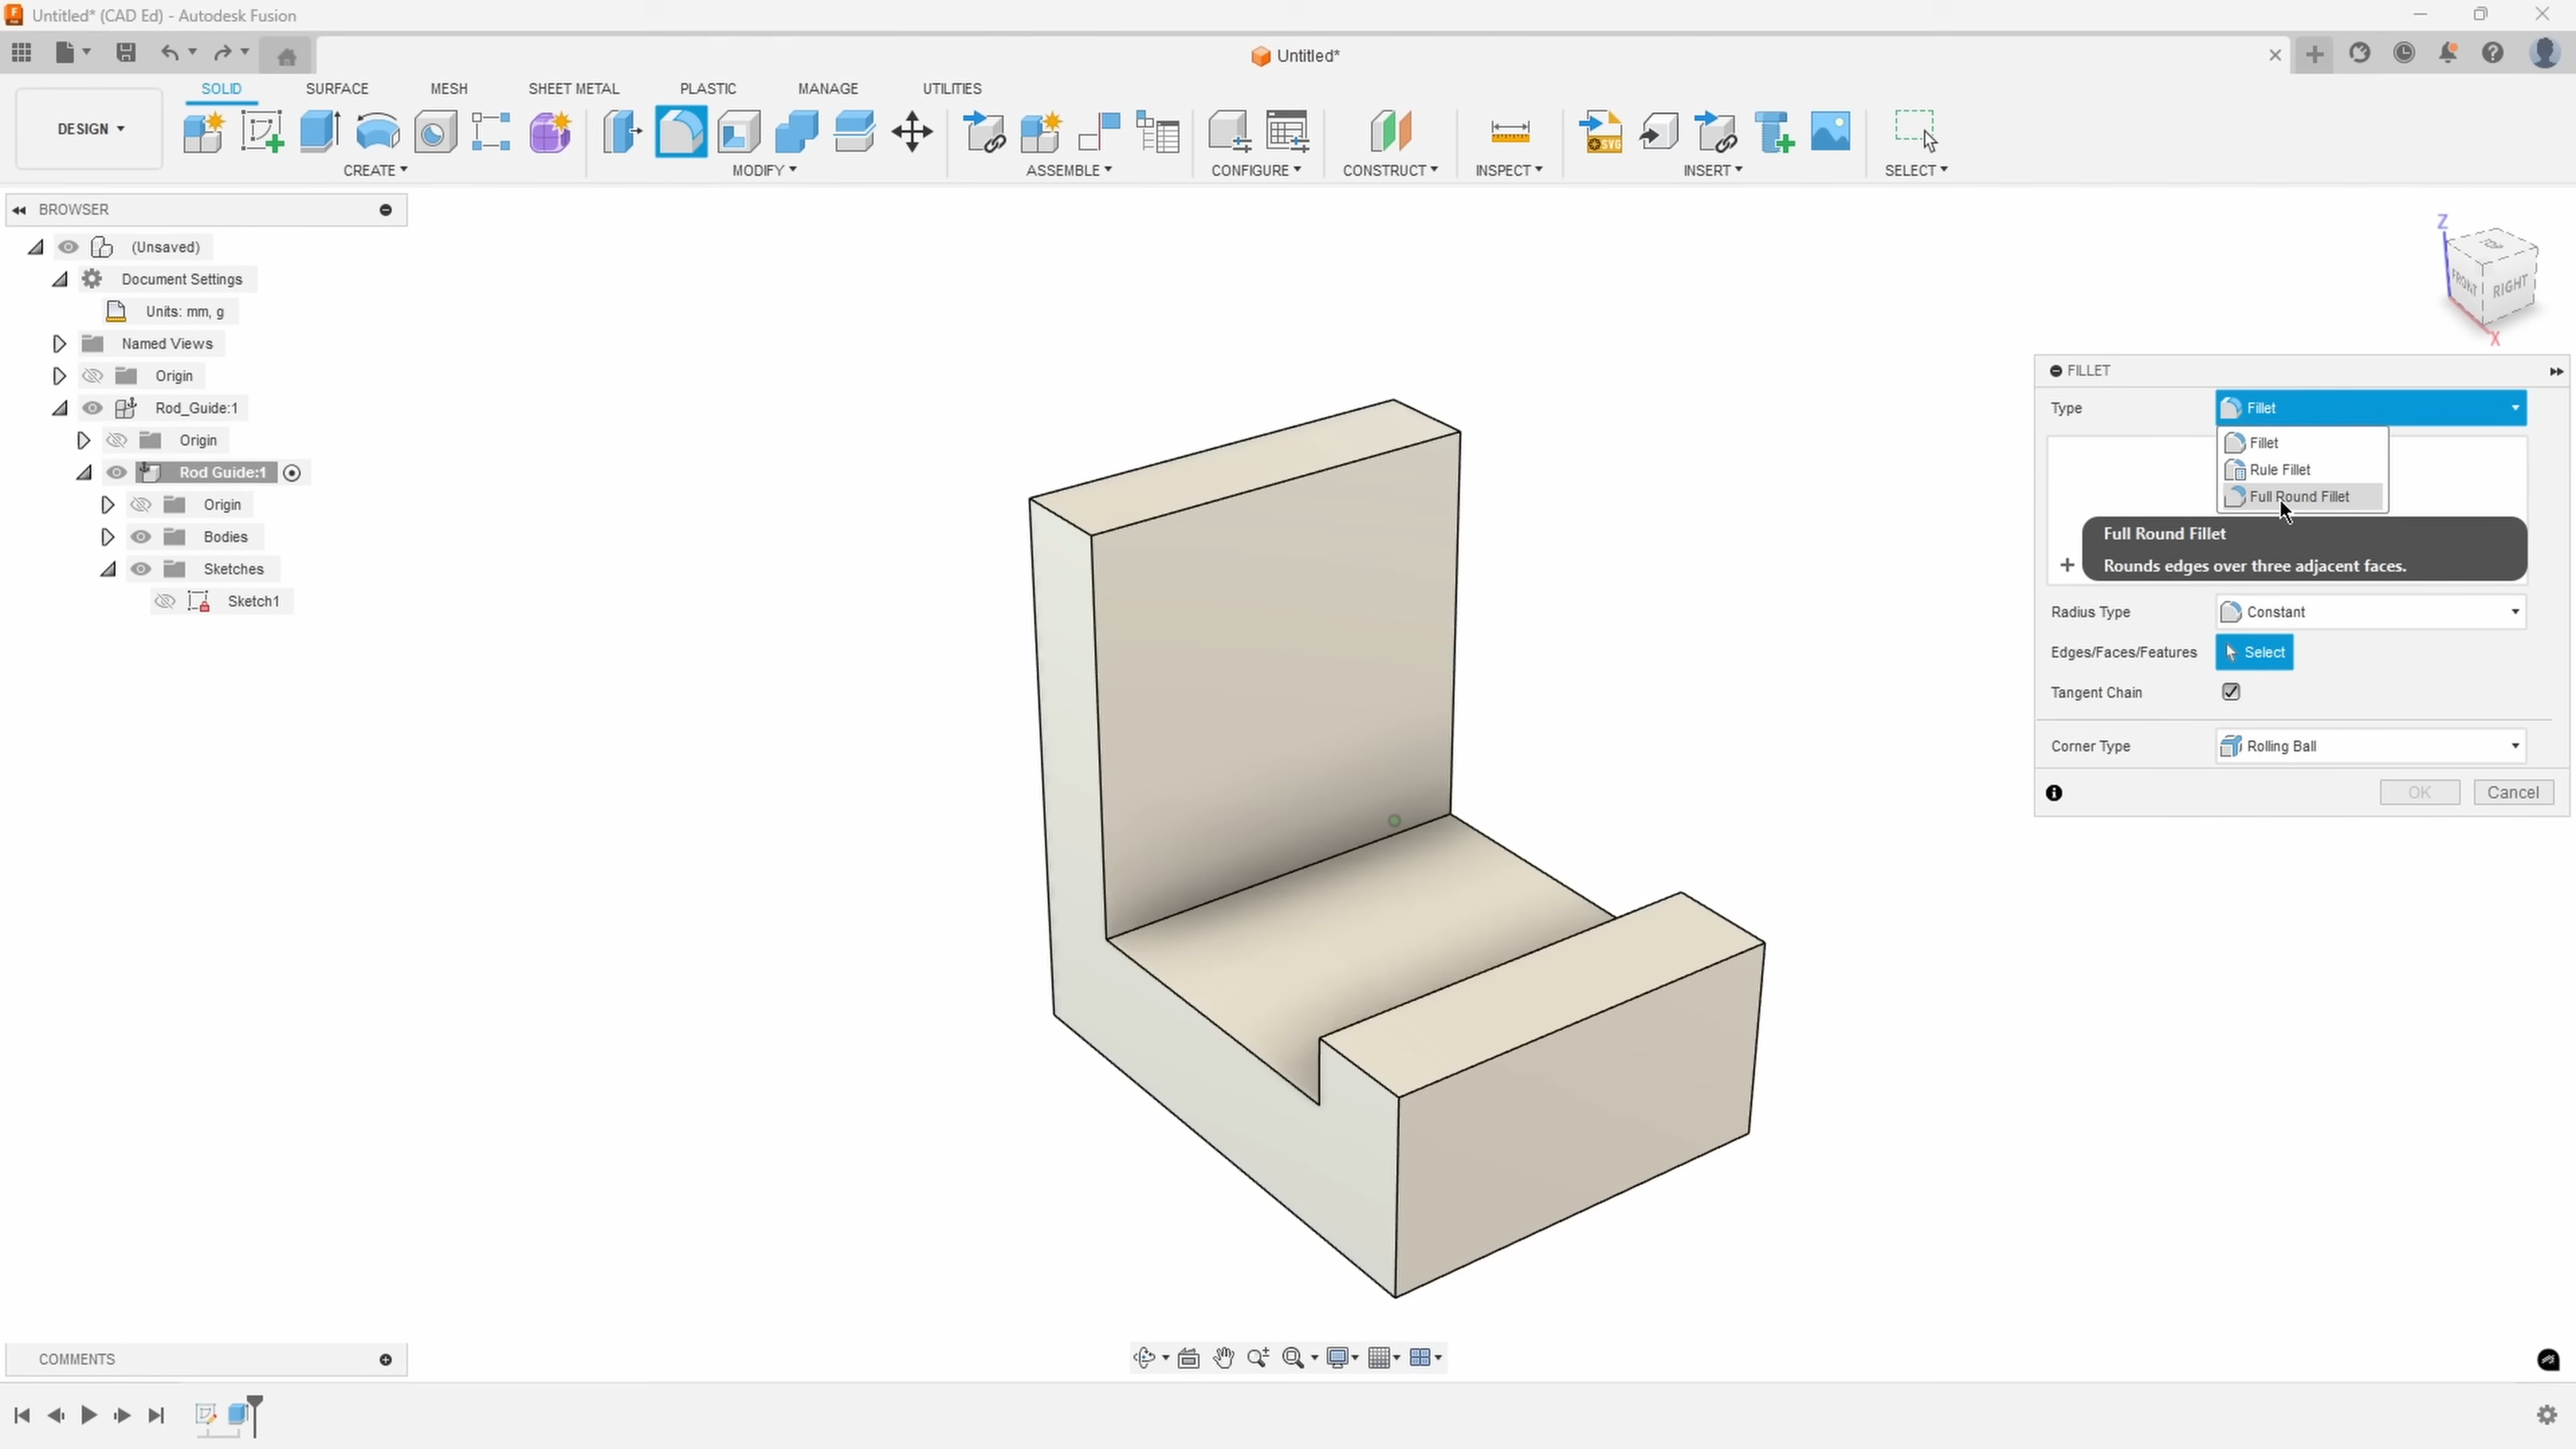 Untitled* (CAD Ed) - Autodesk Fusion
Untitled*
SOLID
SURFACE
MESH
SHEET METAL
PLASTIC
MANAGE
UTILITIES
DESIGN
CREATE
MODIFY
ASSEMBLE
CONFIGURE
CONSTRUCT
INSPECT
INSERT
SELECT
SVG
BROWSER
(Unsaved)
Document Settings
Units: mm, g
Named Views
Origin
Rod_Guide:1
Origin
Rod Guide:1
Origin
Bodies
Sketches
Sketch1
Z
FRONT
RIGHT
X
FILLET
Type
Fillet
Fillet
Rule Fillet
Full Round Fillet
Full Round Fillet
Rounds edges over three adjacent faces.
Radius Type
Constant
Edges/Faces/Features
Select
Tangent Chain
Corner Type
Rolling Ball
OK
Cancel
COMMENTS